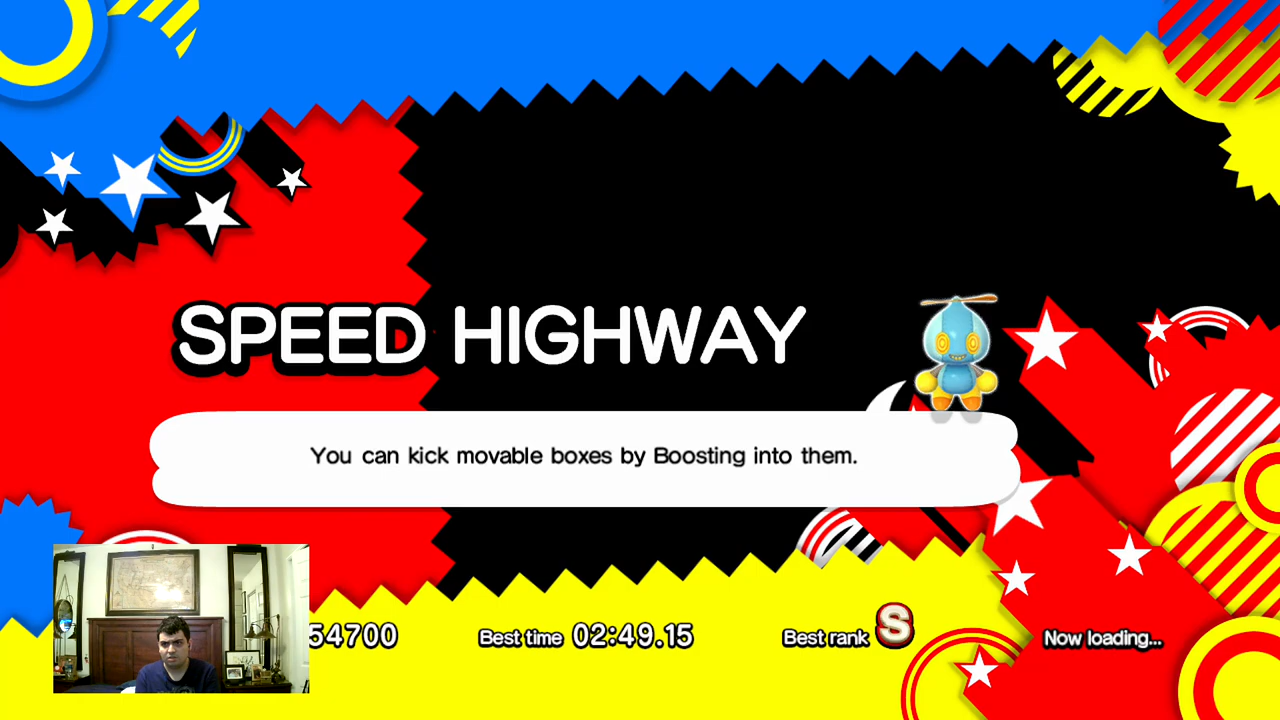 SPEED HIGHWAY
You can kick movable boxes by Boosting into them.
54700
Best time 02:49.15
Best rank S
Now loading...